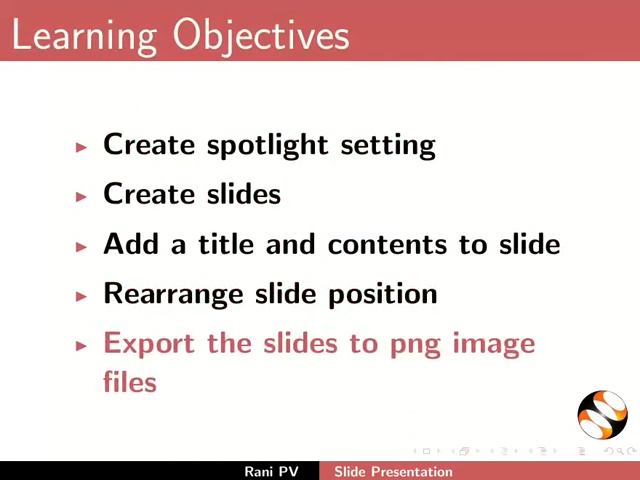 Learning Objectives
Create spotlight setting
Create slides
Add a title and contents to slide
Rearrange slide position
Export the slides to png image
files
Rani PV Slide Presentation